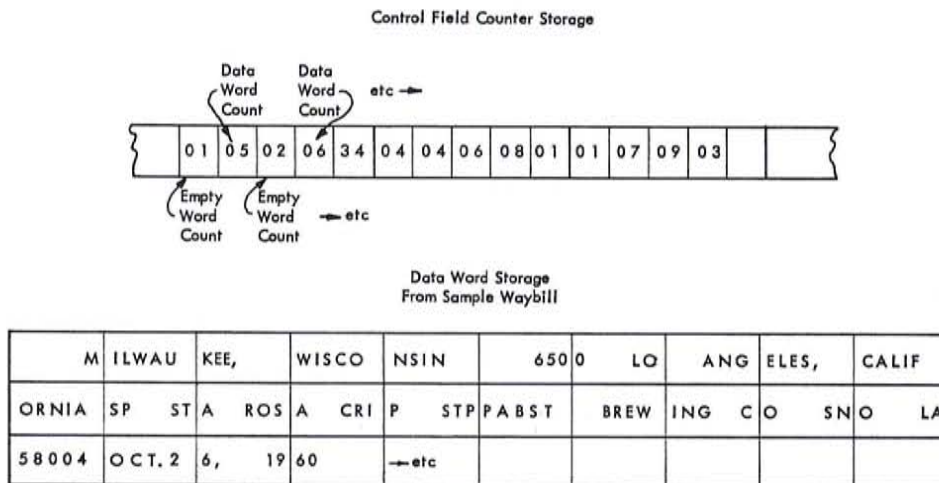 Control Field Counter Storage
Data Word Count
Data Word Count
etc
01 05 02 06 34 04 04 06 08 01 01 07 09 03
Empty Word Count
Empty Word Count
etc
Data Word Storage
From Sample Waybill
M ILWAU KEE, WISCO NSIN 650 0 LO ANG ELES, CALIF
ORNIA SP ST A ROS A CRI P STP PABST BREW ING C O SN O LA
58004 OCT.2 6, 19 60 etc